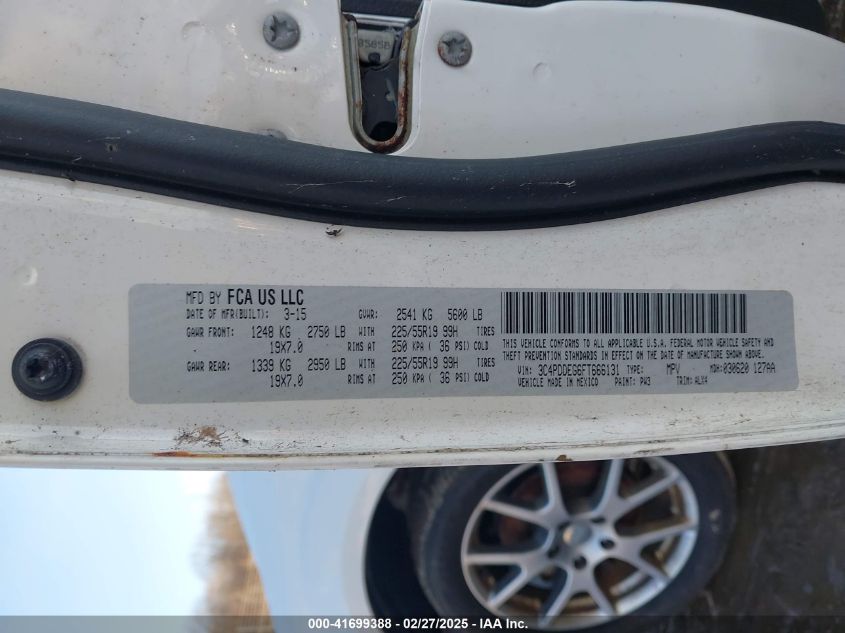 8585B
MFD BY FCA US LLC
DATE OF MFR(BUILT): 3-15 GVWR: 2541 KG 5600 LB
GAWR FRONT: 1248 KG 2750 LB WITH 225/55R19 99H TIRES
19X7.0 RIMS AT 250 KPA ( 36 PSI) COLD
GAWR REAR: 1339 KG 2950 LB WITH 225/55R19 99H TIRES
19X7.0 RIMS AT 250 KPA ( 36 PSI) COLD
THIS VEHICLE CONFORMS TO ALL APPLICABLE U.S.A. FEDERAL MOTOR VEHICLE SAFETY AND
THEFT PREVENTION STANDARDS IN EFFECT ON THE DATE OF MANUFACTURE SHOWN ABOVE.
VIN: 3C4PDDEG6FT666131 TYPE: MPV MDH: 030620 127AA
VEHICLE MADE IN MEXICO PAINT: PW3 TRIM: ALX4
000-41699388 - 02/27/2025 - IAA Inc.